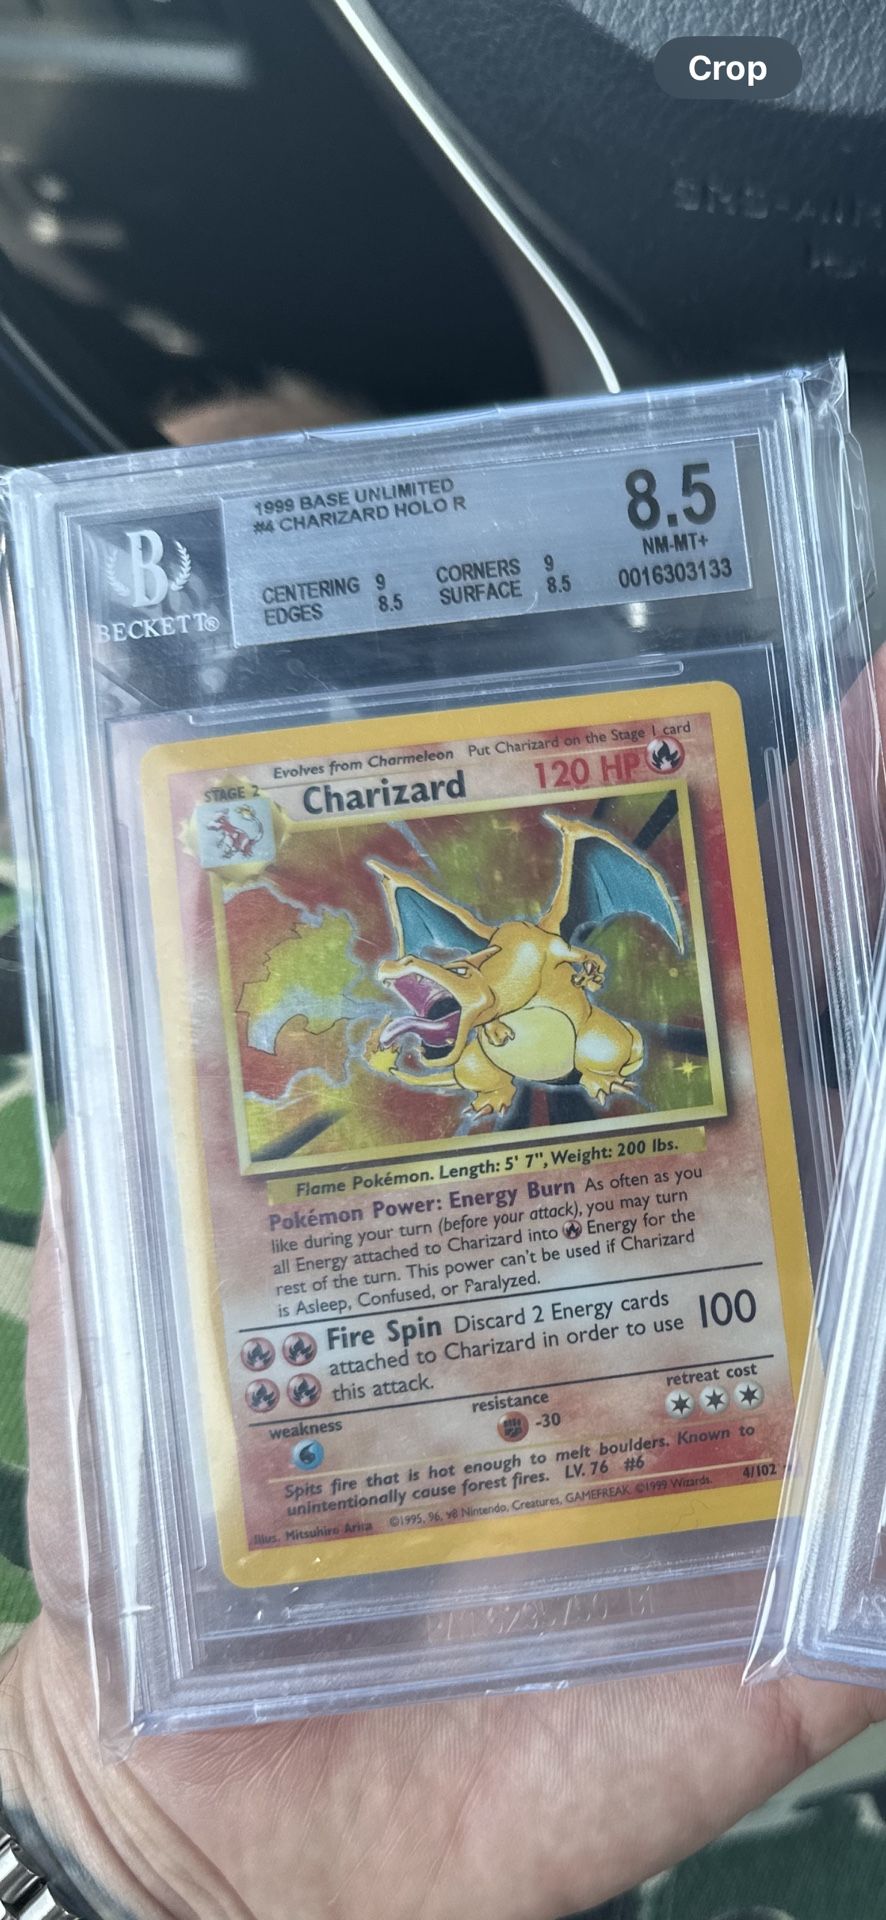 Crop
1999 BASE UNLIMITED
#4 CHARIZARD HOLO R
8.5
NM-MT+
0016303133
CENTERING 9 CORNERS 9
EDGES 8.5 SURFACE 8.5
B
BECKETT®
Evolves from Charmeleon Put Charizard on the Stage 1 card
STAGE 2
Charizard 120 HP
Flame Pokémon. Length: 5' 7", Weight: 200 lbs.
Pokémon Power: Energy Burn As often as you
like during your turn (before your attack), you may turn
all Energy attached to Charizard into Energy for the
rest of the turn. This power can't be used if Charizard
is Asleep, Confused, or Paralyzed.
Fire Spin Discard 2 Energy cards
attached to Charizard in order to use 100
this attack.
weakness resistance retreat cost
-30
Spits fire that is hot enough to melt boulders. Known to
unintentionally cause forest fires. LV. 76 #6
4/102
Illus. Mitsuhiro Arita ©1995, 96, 98 Nintendo, Creatures, GAMEFREAK. ©1999 Wizards.